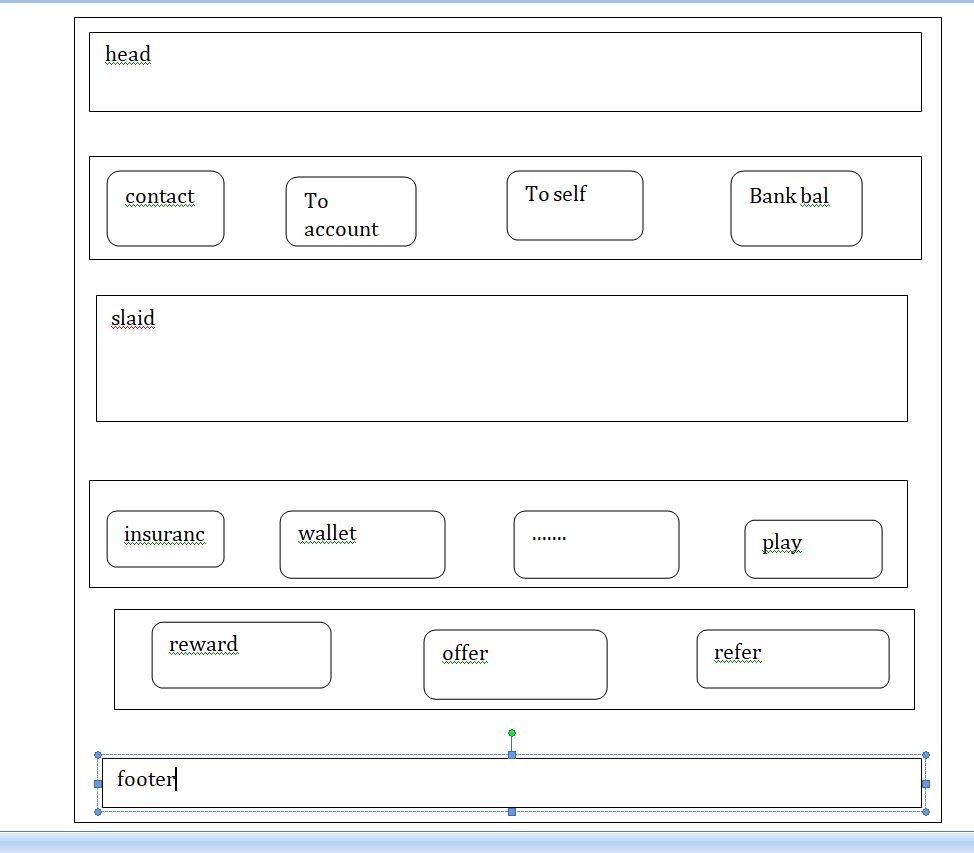 head
contact
To
account
To self
Bank bal
slaid
insuranc
wallet
.......
play
reward
offer
refer
footer